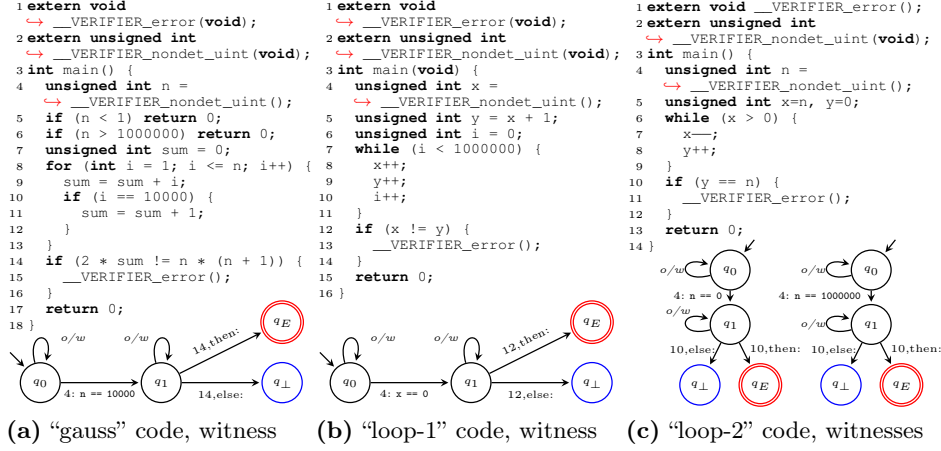 1 extern void
↪ __VERIFIER_error(void);
2 extern unsigned int
↪ __VERIFIER_nondet_uint(void);
3 int main() {
4 unsigned int n =
↪ __VERIFIER_nondet_uint();
5 if (n < 1) return 0;
6 if (n > 1000000) return 0;
7 unsigned int sum = 0;
8 for (int i = 1; i <= n; i++) {
9 sum = sum + i;
10 if (i == 10000) {
11 sum = sum + 1;
12 }
13 }
14 if (2 * sum != n * (n + 1)) {
15 __VERIFIER_error();
16 }
17 return 0;
18 }
o/w
o/w
q0
4: n == 10000
q1
14,then:
qE
14,else:
q⊥
(a) “gauss” code, witness
1 extern void
↪ __VERIFIER_error(void);
2 extern unsigned int
↪ __VERIFIER_nondet_uint(void);
3 int main(void) {
4 unsigned int x =
↪ __VERIFIER_nondet_uint();
5 unsigned int y = x + 1;
6 unsigned int i = 0;
7 while (i < 1000000) {
8 x++;
9 y++;
10 i++;
11 }
12 if (x != y) {
13 __VERIFIER_error();
14 }
15 return 0;
16 }
o/w
o/w
q0
4: x == 0
q1
12,then:
qE
12,else:
q⊥
(b) “loop-1” code, witness
1 extern void __VERIFIER_error();
2 extern unsigned int
↪ __VERIFIER_nondet_uint(void);
3 int main() {
4 unsigned int n =
↪ __VERIFIER_nondet_uint();
5 unsigned int x=n, y=0;
6 while (x > 0) {
7 x--;
8 y++;
9 }
10 if (y == n) {
11 __VERIFIER_error();
12 }
13 return 0;
14 }
o/w
q0
4: n == 0
o/w
q1
10,else:
10,then:
q⊥
qE
o/w
q0
4: n == 1000000
o/w
q1
10,else:
10,then:
q⊥
qE
(c) “loop-2” code, witnesses